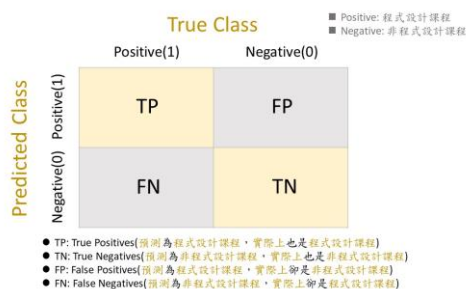 True Class
■ Positive: 程式設計課程
■ Negative: 非程式設計課程
Positive(1) Negative(0)
Predicted Class
Positive(1)
TP FP
Negative(0)
FN TN
● TP: True Positives(預測為程式設計課程，實際上也是程式設計課程)
● TN: True Negatives(預測為非程式設計課程，實際上也是非程式設計課程)
● FP: False Positives(預測為程式設計課程，實際上卻是非程式設計課程)
● FN: False Negatives(預測為非程式設計課程，實際上卻是程式設計課程)